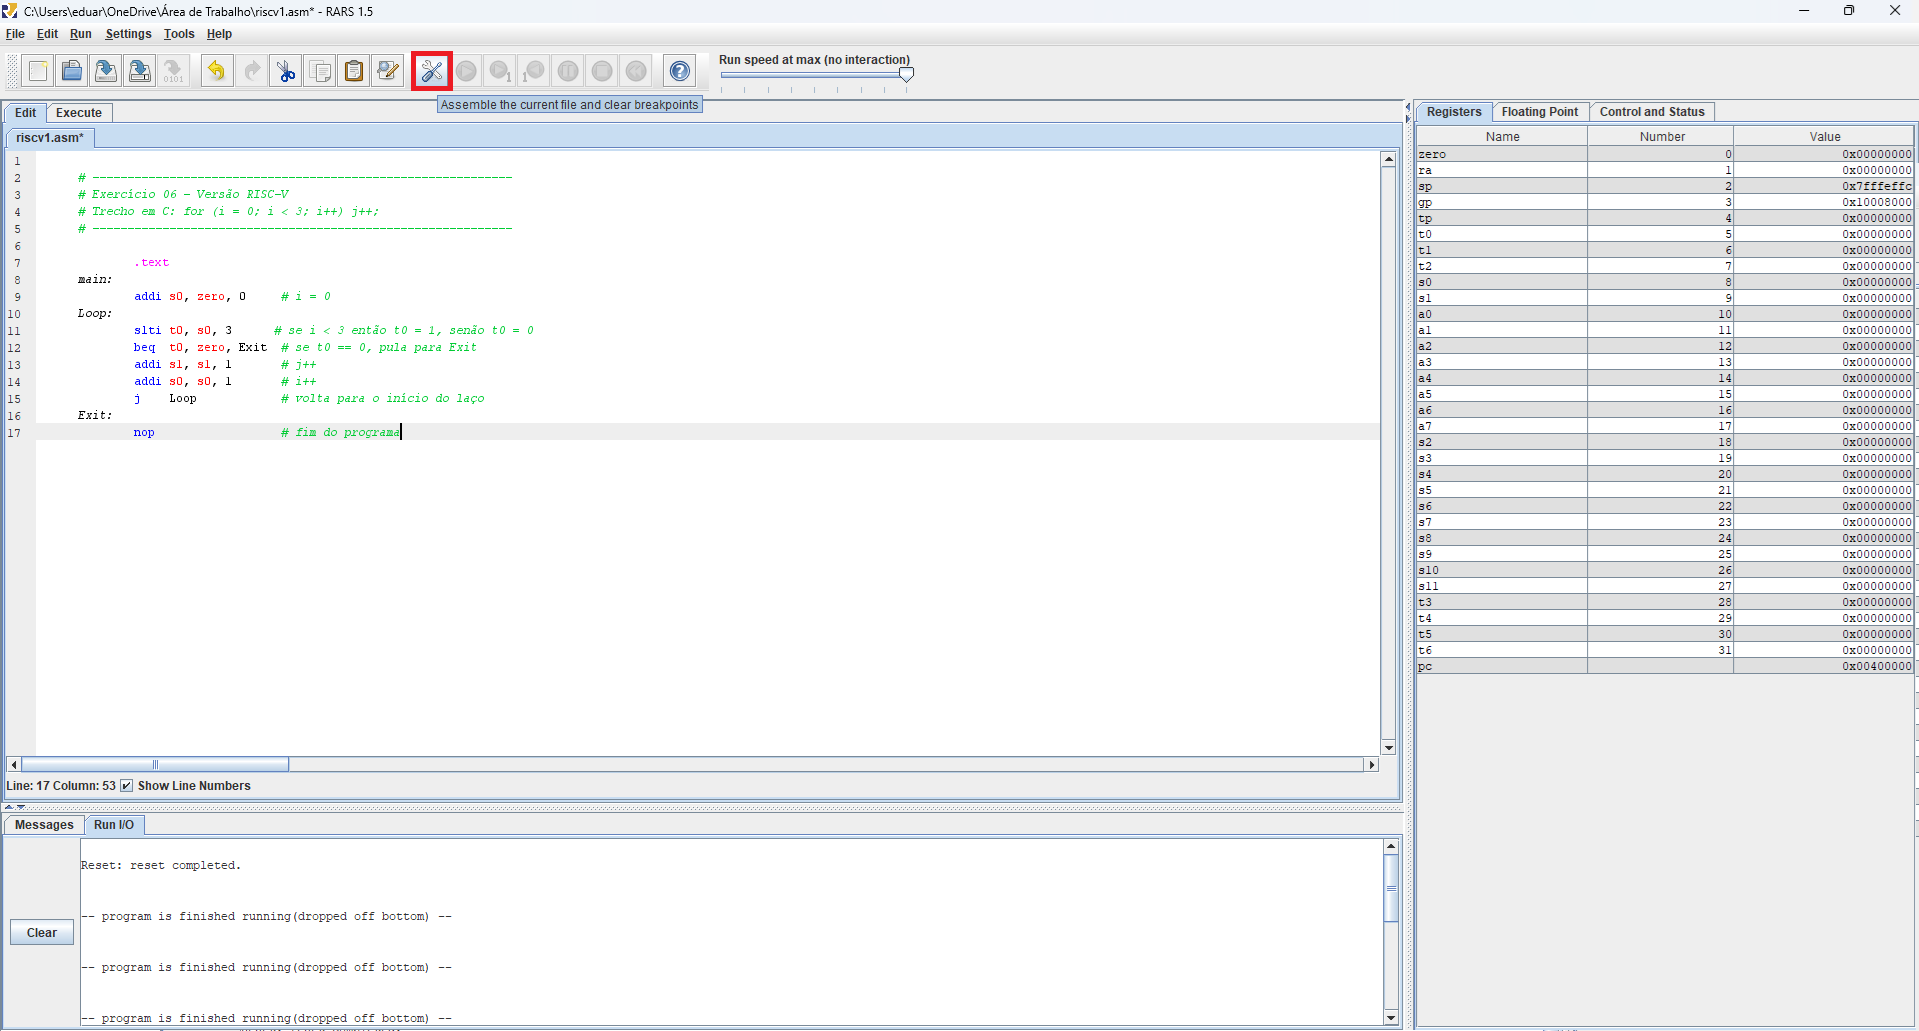 C:\Users\eduar\OneDrive\Área de Trabalho\riscv1.asm* - RARS 1.5
File Edit Run Settings Tools Help
Run speed at max (no interaction)
Assemble the current file and clear breakpoints
Edit Execute
riscv1.asm*
1
2 # ------------------------------------------------------------
3 # Exercício 06 - Versão RISC-V
4 # Trecho em C: for (i = 0; i < 3; i++) j++;
5 # ------------------------------------------------------------
6
7 .text
8 main:
9 addi s0, zero, 0 # i = 0
10 Loop:
11 slti t0, s0, 3 # se i < 3 então t0 = 1, senão t0 = 0
12 beq t0, zero, Exit # se t0 == 0, pula para Exit
13 addi s1, s1, 1 # j++
14 addi s0, s0, 1 # i++
15 j Loop # volta para o início do laço
16 Exit:
17 nop # fim do programa
Line: 17 Column: 53 Show Line Numbers
Messages Run I/O
Clear
Reset: reset completed.
-- program is finished running(dropped off bottom) --
-- program is finished running(dropped off bottom) --
-- program is finished running(dropped off bottom) --
Registers Floating Point Control and Status
Name Number Value
zero 0 0x00000000
ra 1 0x00000000
sp 2 0x7fffeffc
gp 3 0x10008000
tp 4 0x00000000
t0 5 0x00000000
t1 6 0x00000000
t2 7 0x00000000
s0 8 0x00000000
s1 9 0x00000000
a0 10 0x00000000
a1 11 0x00000000
a2 12 0x00000000
a3 13 0x00000000
a4 14 0x00000000
a5 15 0x00000000
a6 16 0x00000000
a7 17 0x00000000
s2 18 0x00000000
s3 19 0x00000000
s4 20 0x00000000
s5 21 0x00000000
s6 22 0x00000000
s7 23 0x00000000
s8 24 0x00000000
s9 25 0x00000000
s10 26 0x00000000
s11 27 0x00000000
t3 28 0x00000000
t4 29 0x00000000
t5 30 0x00000000
t6 31 0x00000000
pc 0x00400000